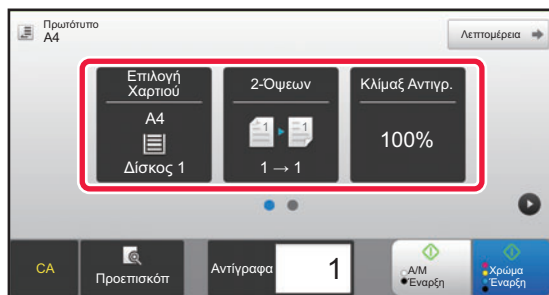 Πρωτότυπο
A4
Λεπτομέρεια
Επιλογή
Χαρτιού
A4
Δίσκος 1
2-Όψεων
1 → 1
Κλίμαξ Αντιγρ.
100%
CA
Προεπισκόπ
Αντίγραφα
1
Α/Μ
Έναρξη
Χρώμα
Έναρξη